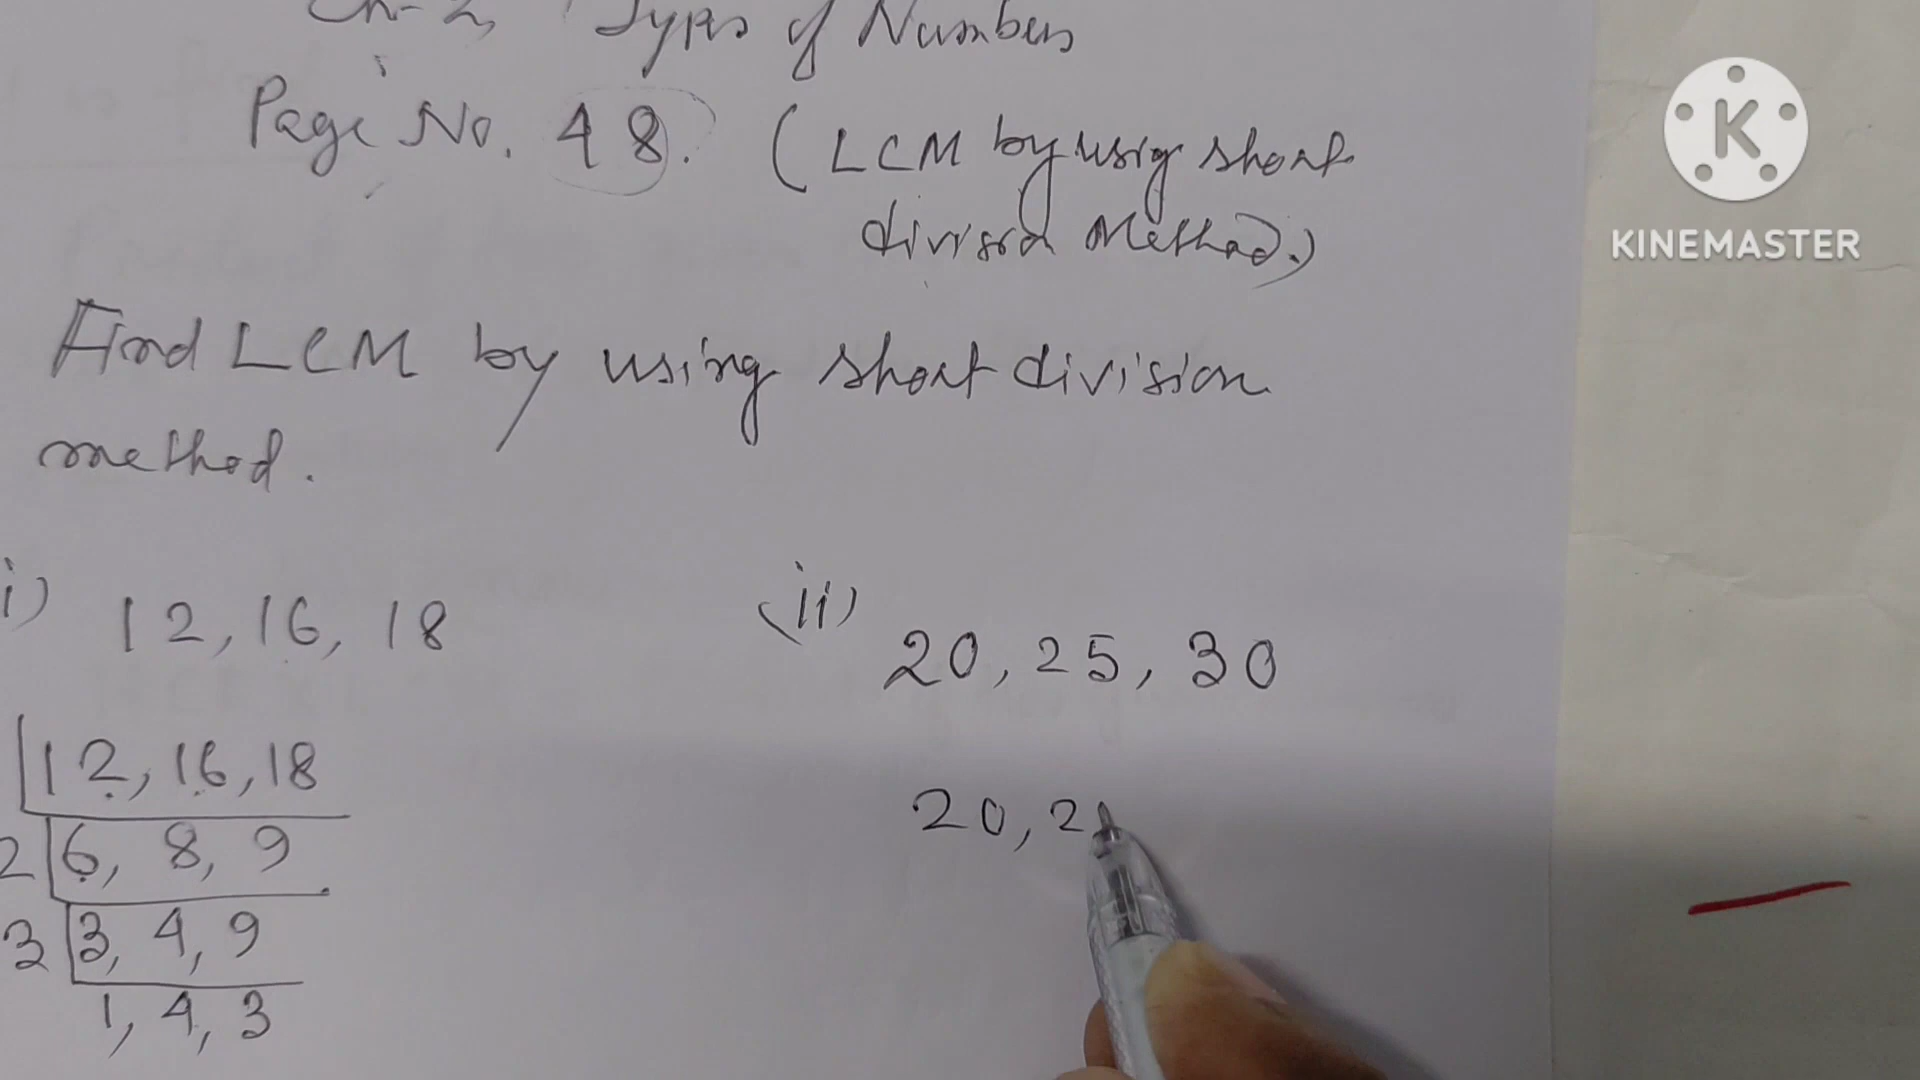 Ch-2, Types of Numbers
Page No. 48. (LCM by usig short
division Method.)
K
KINEMASTER
Find LCM by using short division
method.
i) 12, 16, 18
(ii) 20, 25, 30
12, 16, 18
20, 2
2 6, 8, 9
3 3, 4, 9
1, 4, 3